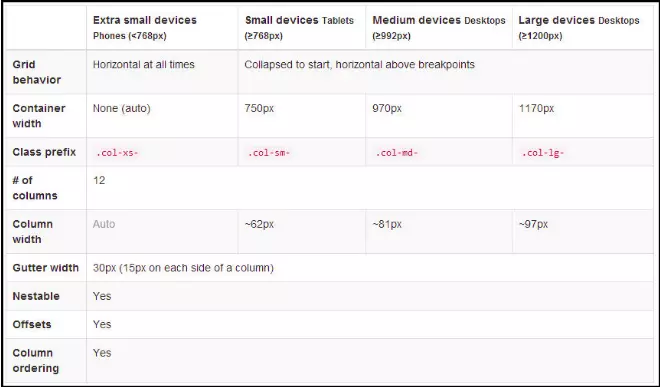 Extra small devices Small devices Tablets Medium devices Desktops Large devices Desktops
Phones (<768px) (≥768px) (≥992px) (≥1200px)
Grid behavior Horizontal at all times Collapsed to start, horizontal above breakpoints
Container width None (auto) 750px 970px 1170px
Class prefix .col-xs- .col-sm- .col-md- .col-lg-
# of columns 12
Column width Auto ~62px ~81px ~97px
Gutter width 30px (15px on each side of a column)
Nestable Yes
Offsets Yes
Column ordering Yes